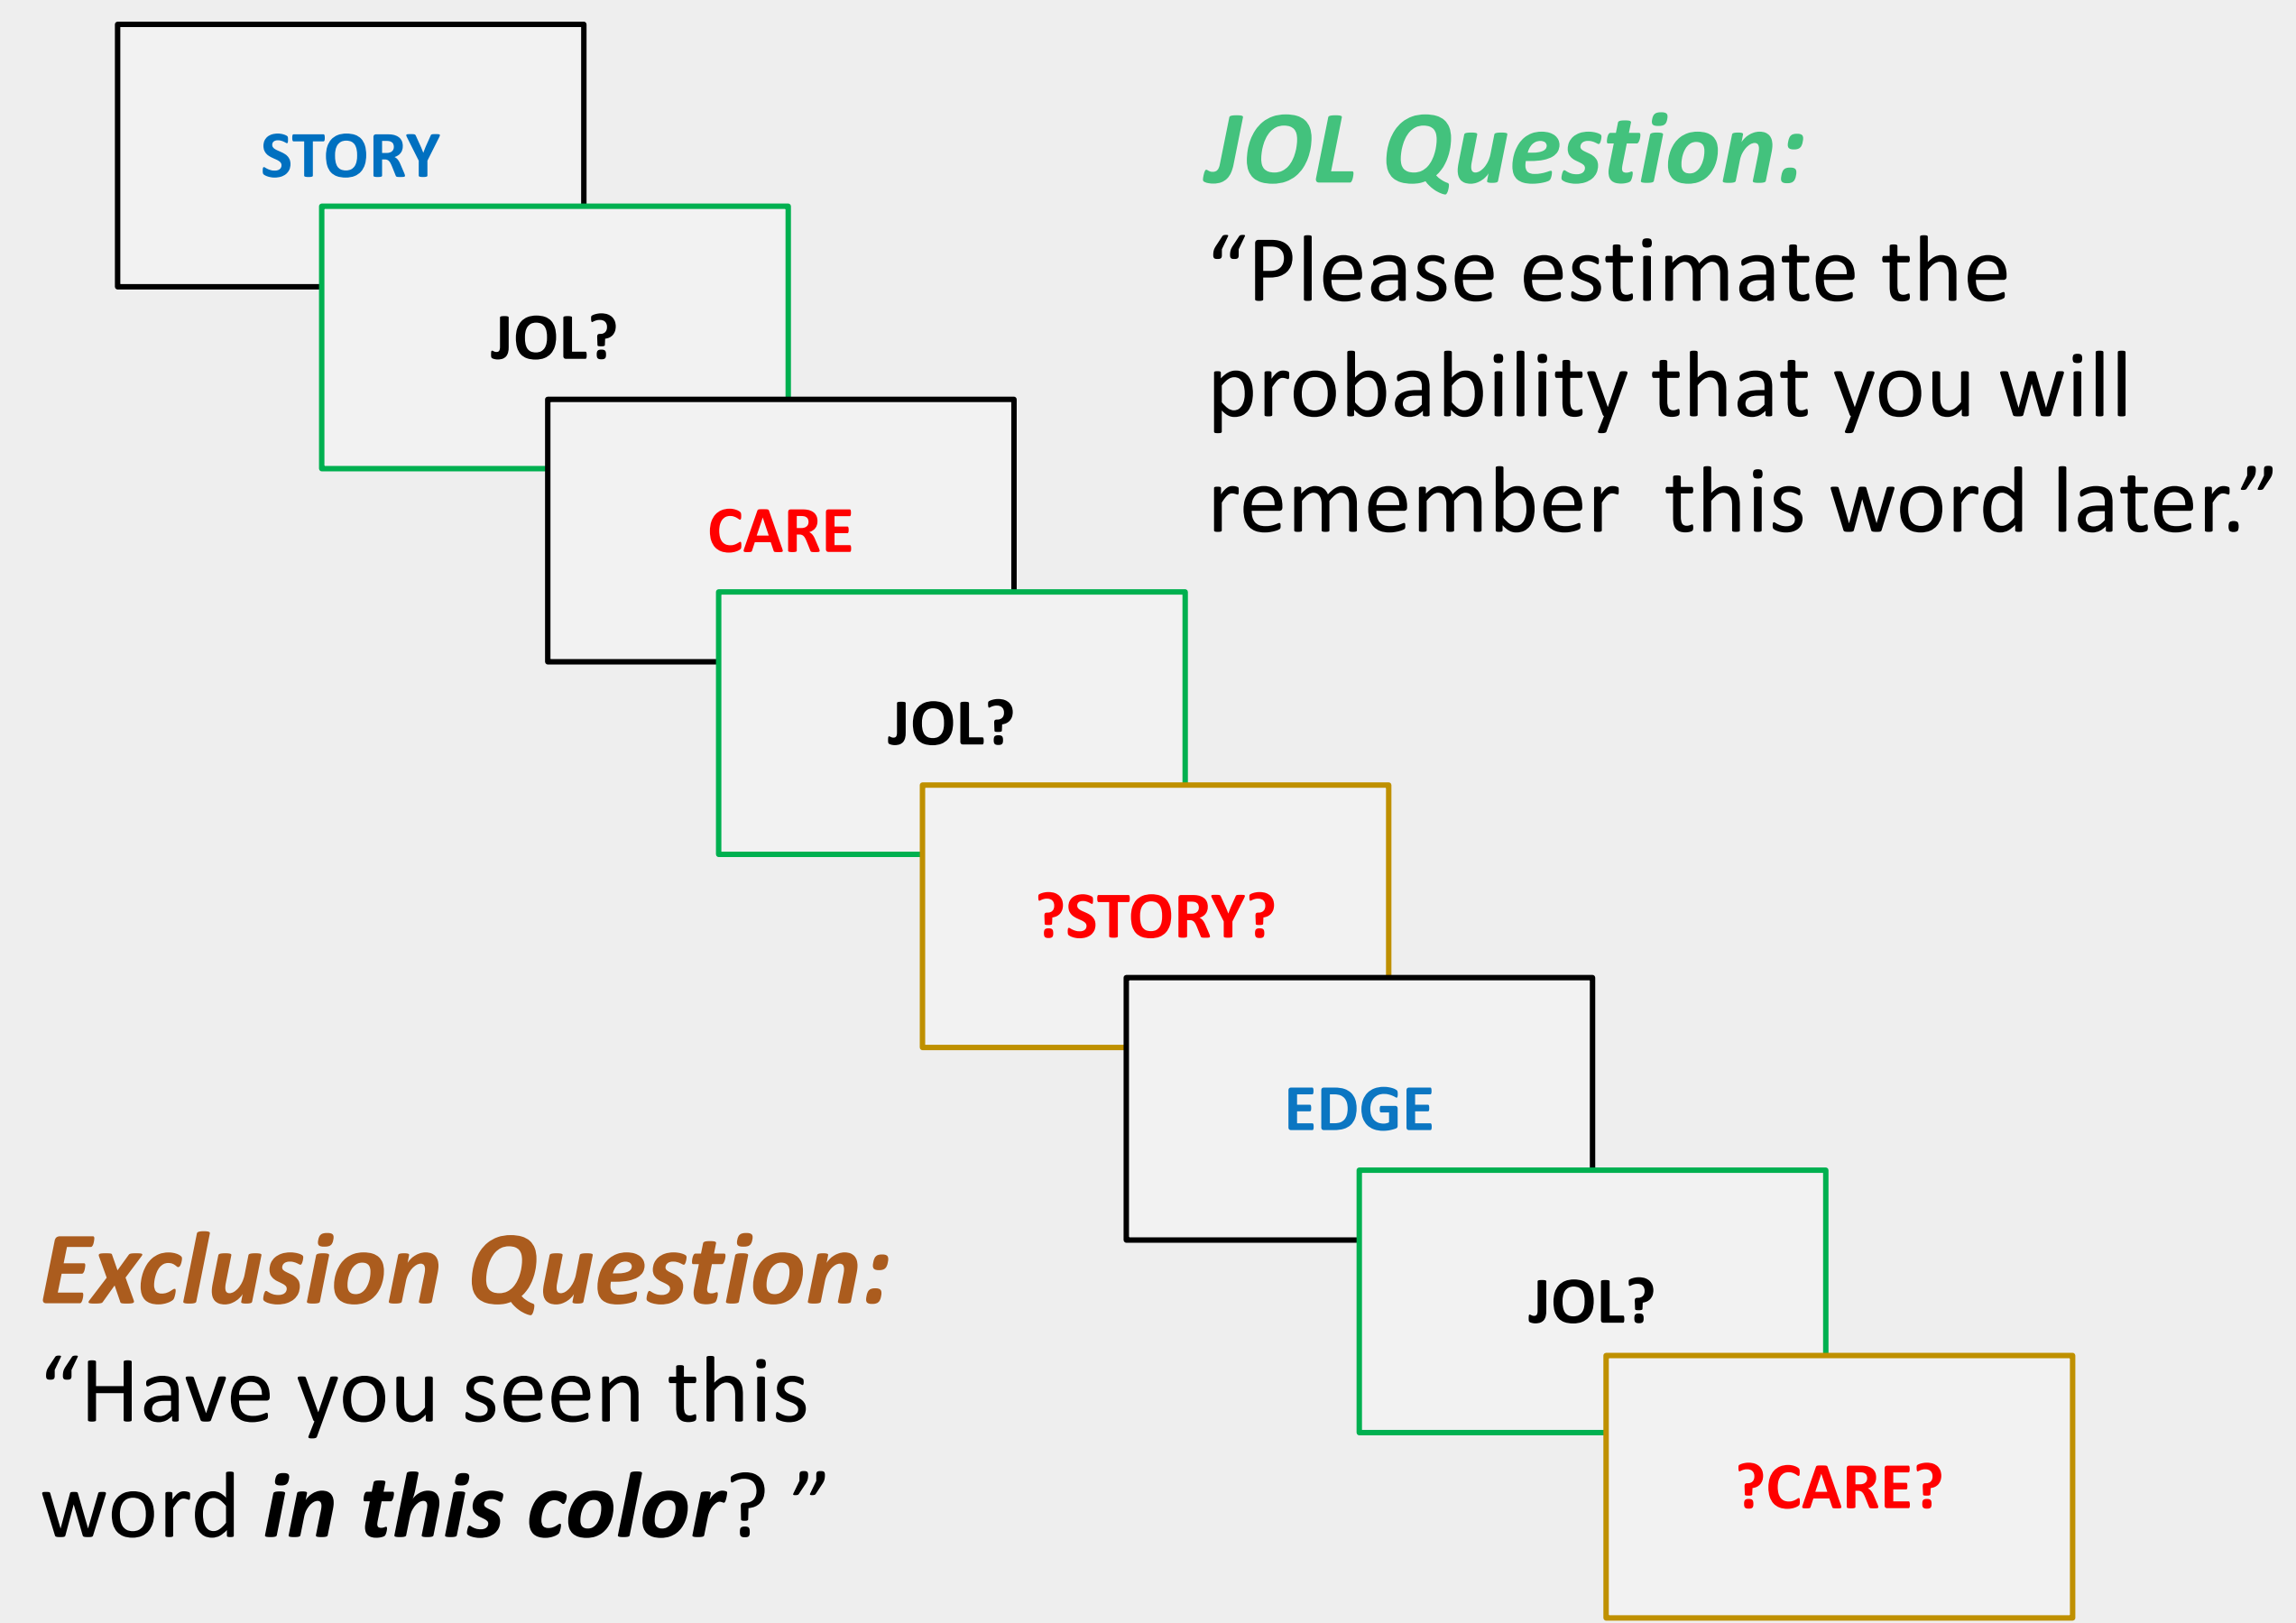 STORY
JOL?
CARE
JOL?
?STORY?
EDGE
JOL?
?CARE?
JOL Question:
“Please estimate the
probability that you will
remember  this word later.”
Exclusion Question:
“Have you seen this
word in this color? ”